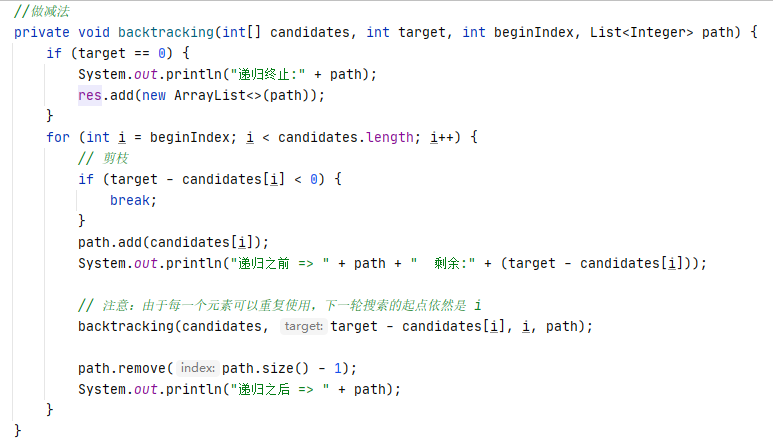 //做减法
private void backtracking(int[] candidates, int target, int beginIndex, List<Integer> path) {
    if (target == 0) {
        System.out.println("递归终止:" + path);
        res.add(new ArrayList<>(path));
    }
    for (int i = beginIndex; i < candidates.length; i++) {
        // 剪枝
        if (target - candidates[i] < 0) {
            break;
        }
        path.add(candidates[i]);
        System.out.println("递归之前 => " + path + "  剩余:" + (target - candidates[i]));

        // 注意：由于每一个元素可以重复使用，下一轮搜索的起点依然是 i
        backtracking(candidates, target: target - candidates[i], i, path);

        path.remove( index: path.size() - 1);
        System.out.println("递归之后 => " + path);
    }
}